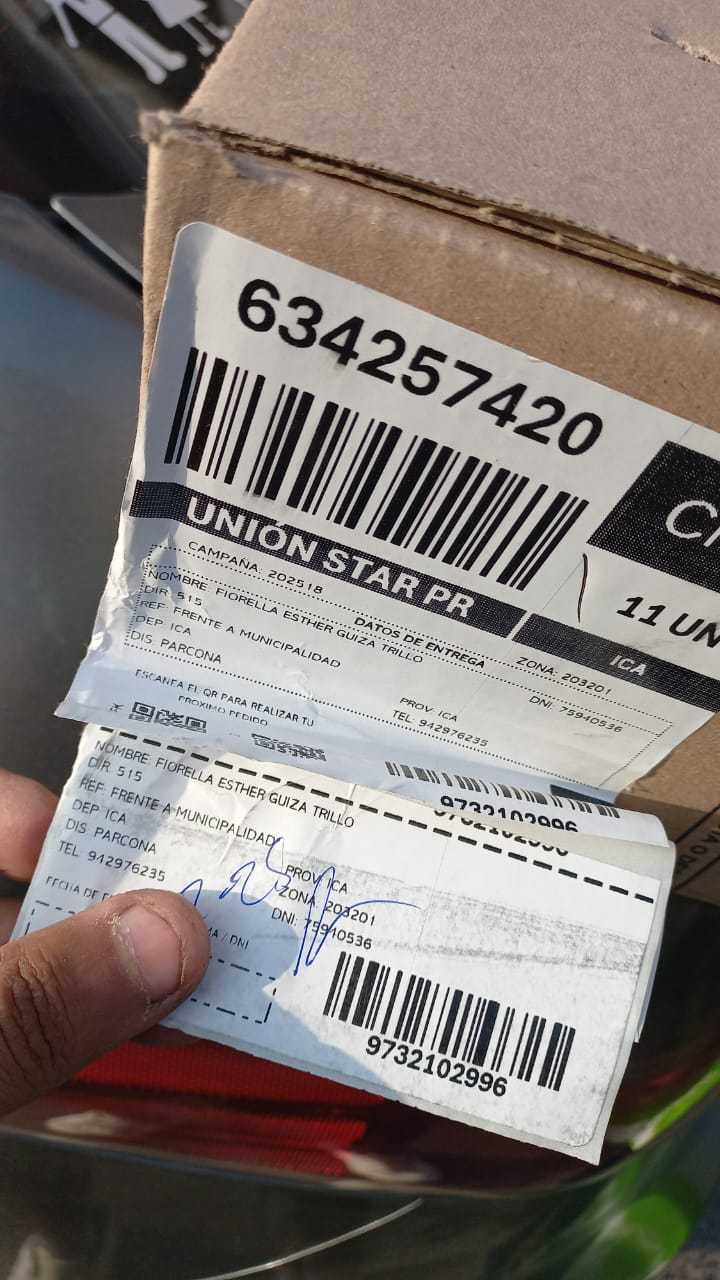 634257420
UNIÓN STAR PR
ICA
11 UN
CAMPAÑA: 202518
DATOS DE ENTREGA
ZONA: 203201
NOMBRE: FIORELLA ESTHER GUIZA TRILLO
DNI: 75940536
DIR: 515
REF: FRENTE A MUNICIPALIDAD
DEP: ICA
PROV: ICA
DIS: PARCONA
TEL: 942976235
ESCANEA EL QR PARA REALIZAR TU
PROXIMO PEDIDO
9732102996
NOMBRE: FIORELLA ESTHER GUIZA TRILLO
DIR: 515
REF: FRENTE A MUNICIPALIDAD
DEP: ICA
PROV: ICA
DIS: PARCONA
ZONA: 203201
TEL: 942976235
DNI: 75940536
FECHA DE
/ DNI
9732102996